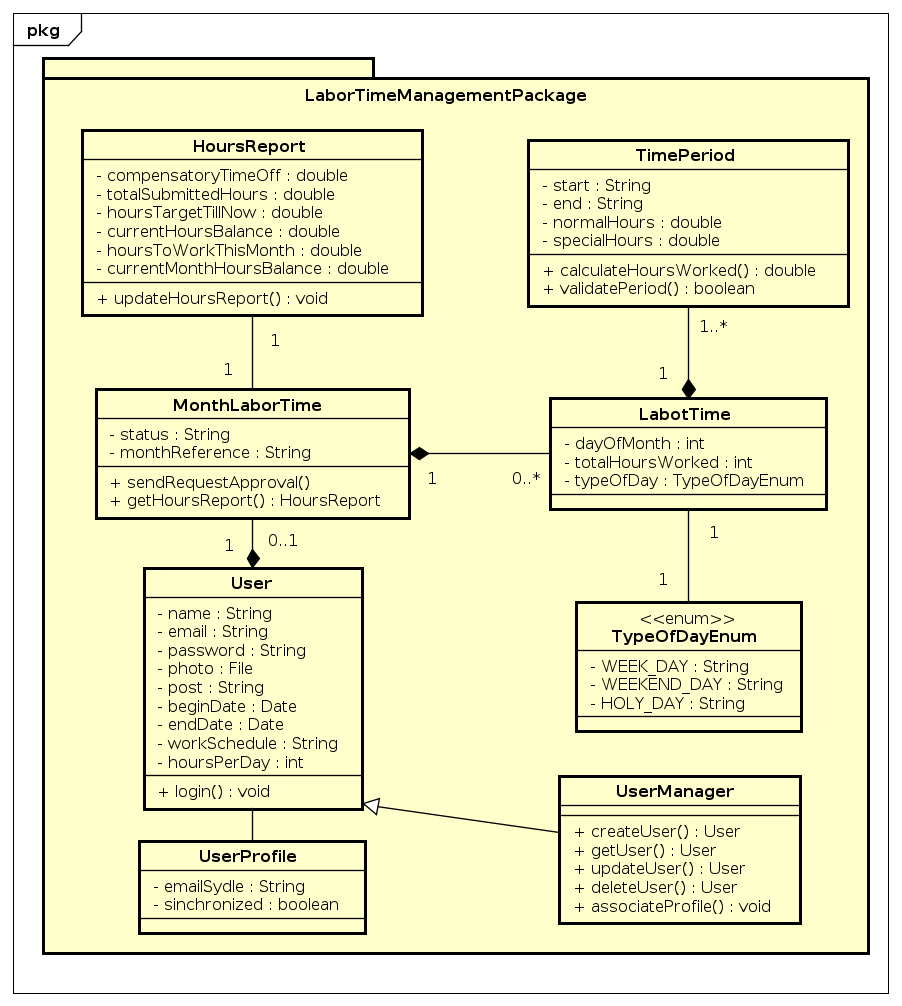 pkg
LaborTimeManagementPackage
HoursReport
- compensatoryTimeOff : double
- totalSubmittedHours : double
- hoursTargetTillNow : double
- currentHoursBalance : double
- hoursToWorkThisMonth : double
- currentMonthHoursBalance : double
+ updateHoursReport() : void
TimePeriod
- start : String
- end : String
- normalHours : double
- specialHours : double
+ calculateHoursWorked() : double
+ validatePeriod() : boolean
1
1
1..*
1
MonthLaborTime
- status : String
- monthReference : String
+ sendRequestApproval()
+ getHoursReport() : HoursReport
1
0..*
LabotTime
- dayOfMonth : int
- totalHoursWorked : int
- typeOfDay : TypeOfDayEnum
1
0..1
1
1
User
- name : String
- email : String
- password : String
- photo : File
- post : String
- beginDate : Date
- endDate : Date
- workSchedule : String
- hoursPerDay : int
+ login() : void
<<enum>>
TypeOfDayEnum
- WEEK_DAY : String
- WEEKEND_DAY : String
- HOLY_DAY : String
UserManager
+ createUser() : User
+ getUser() : User
+ updateUser() : User
+ deleteUser() : User
+ associateProfile() : void
UserProfile
- emailSydle : String
- sinchronized : boolean